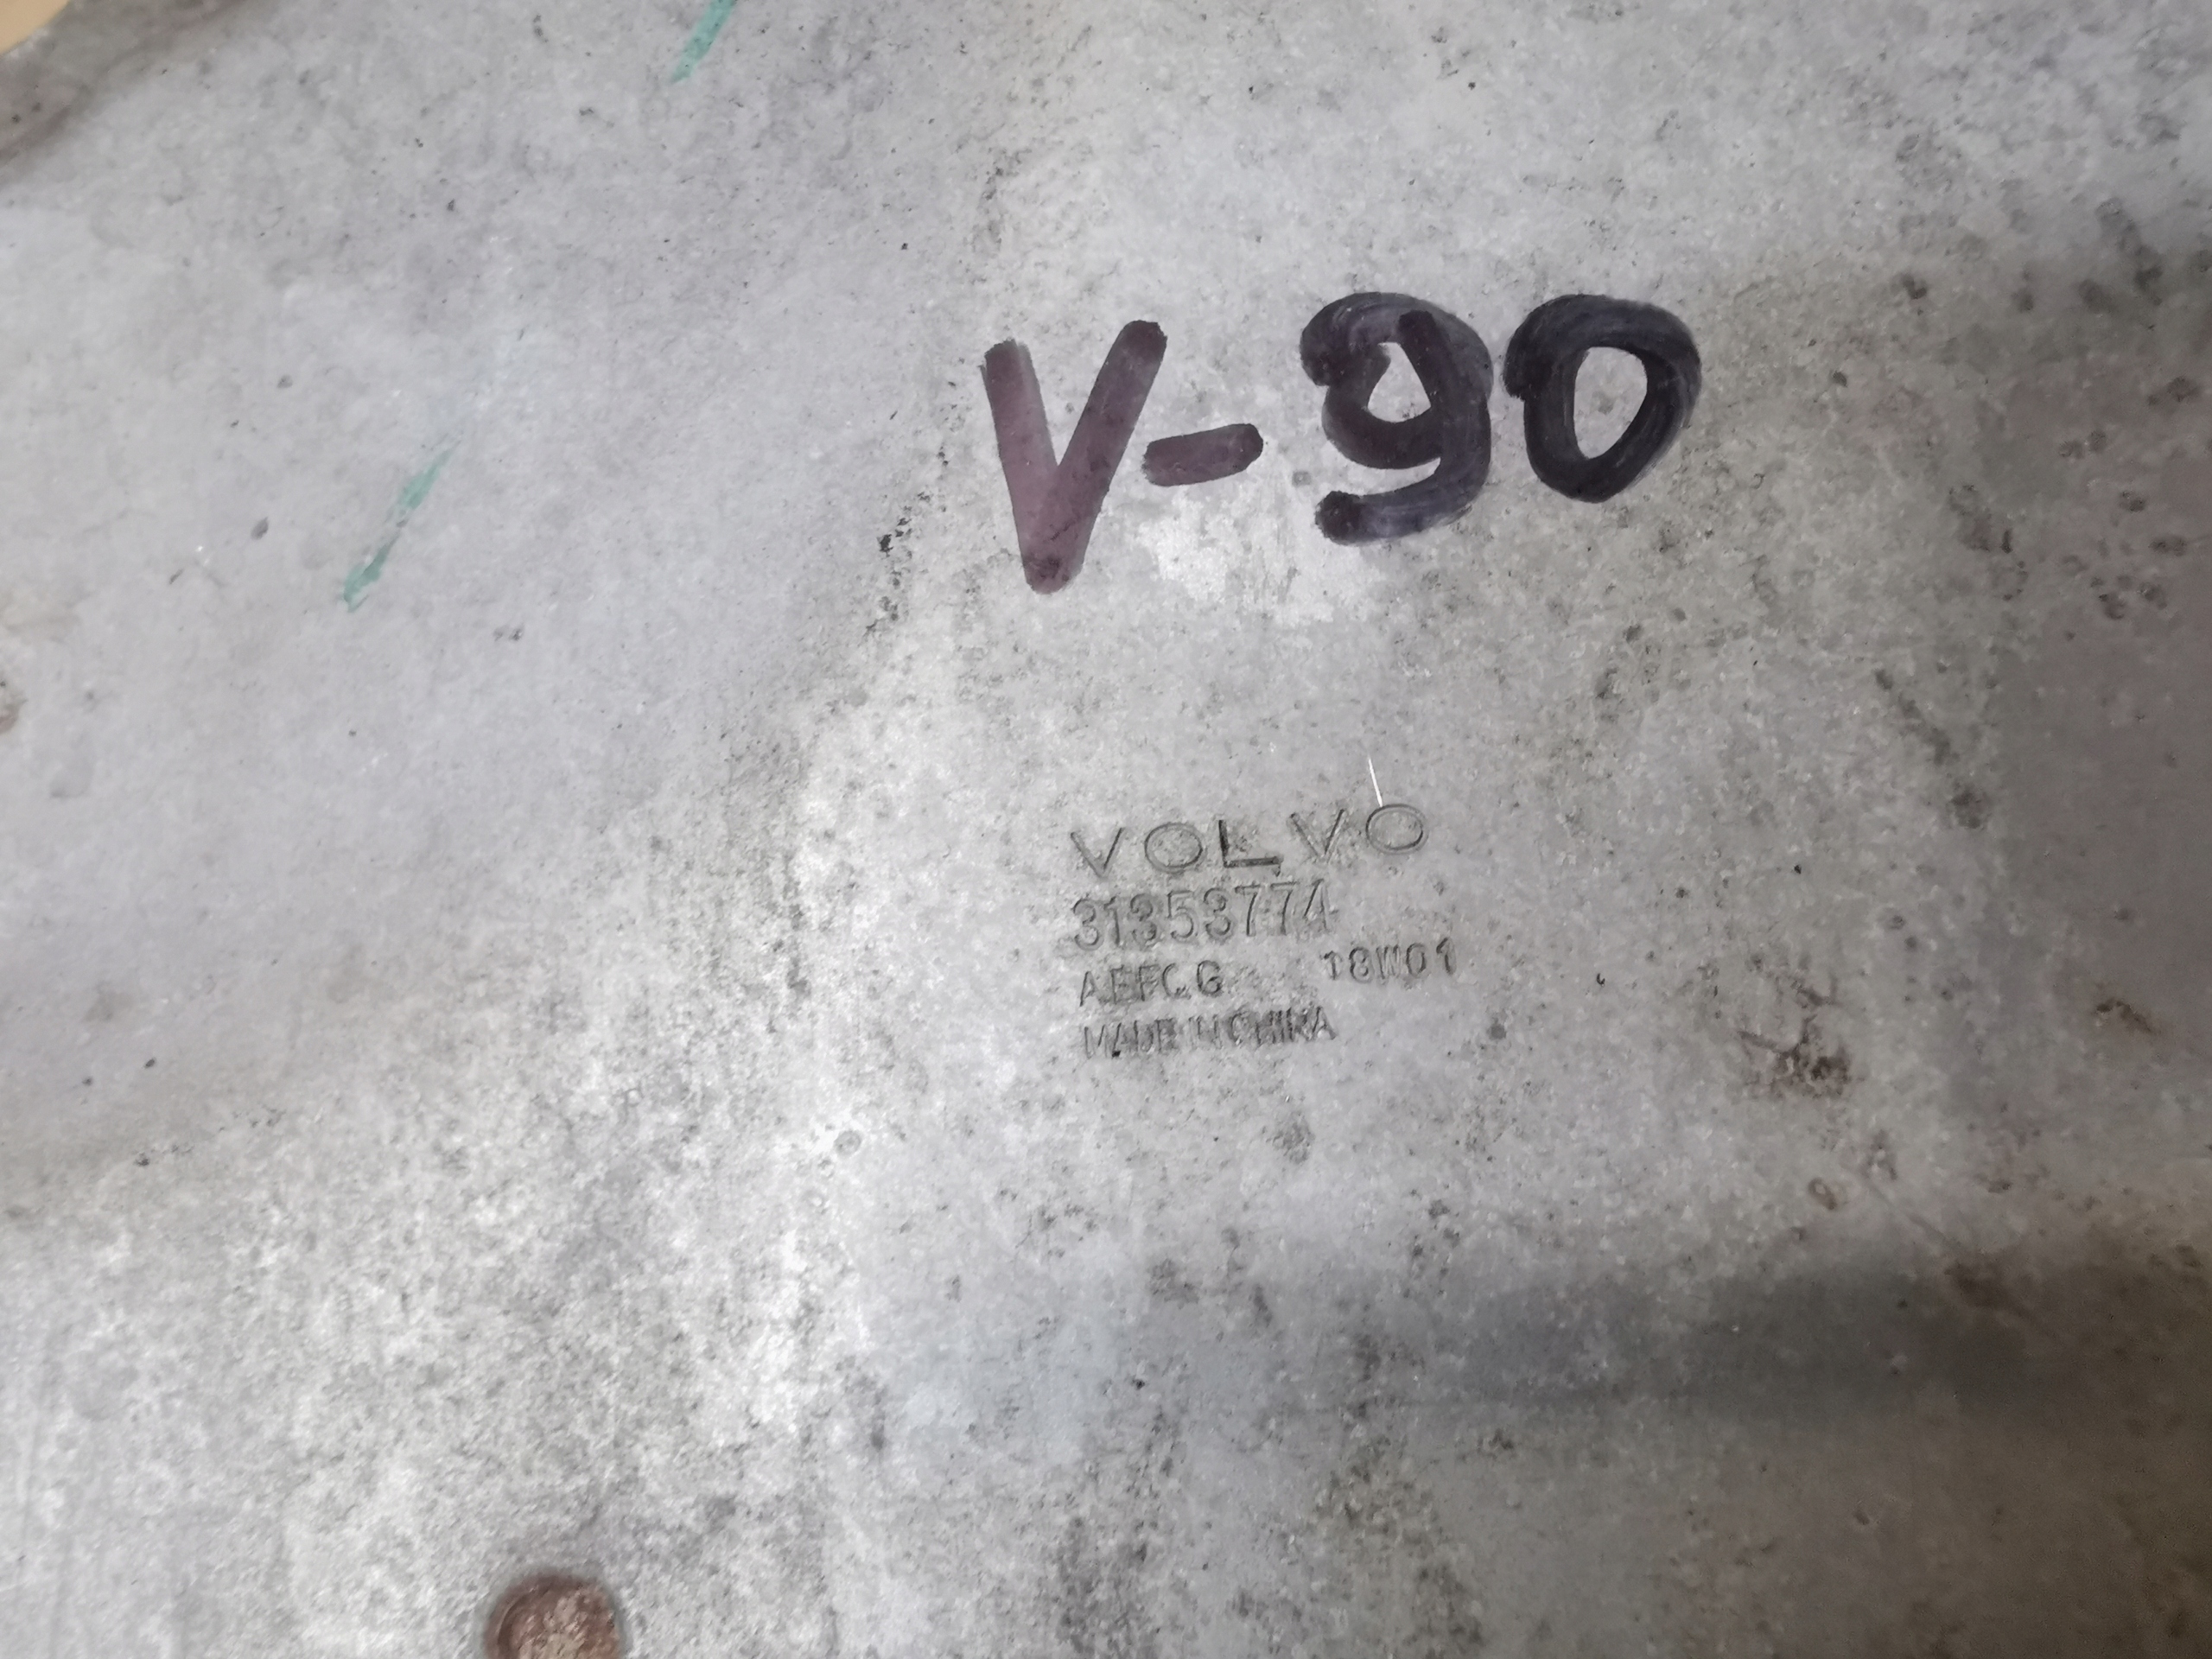 V-90
VOLVO
31353774
AEFCG 18W01
MADE IN CHINA